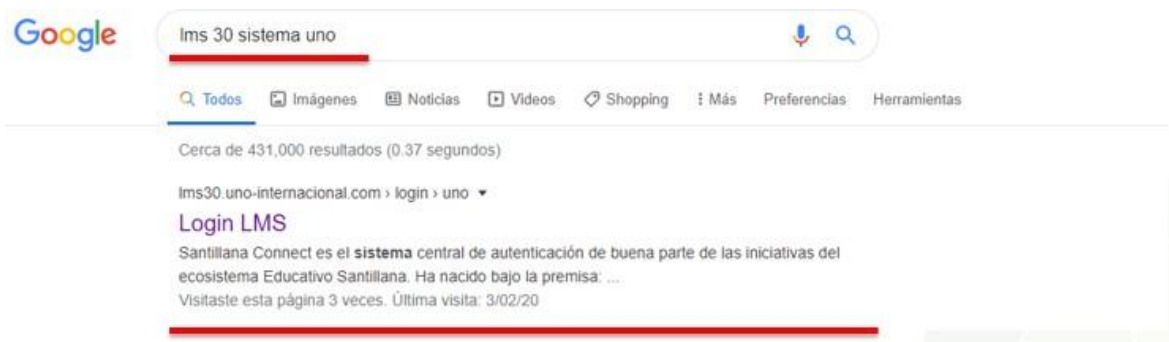 Google
lms 30 sistema uno
Todos Imágenes Noticias Videos Shopping Más Preferencias Herramientas
Cerca de 431,000 resultados (0.37 segundos)
lms30.uno-internacional.com › login › uno
Login LMS
Santillana Connect es el sistema central de autenticación de buena parte de las iniciativas del
ecosistema Educativo Santillana. Ha nacido bajo la premisa: ...
Visitaste esta página 3 veces. Última visita: 3/02/20